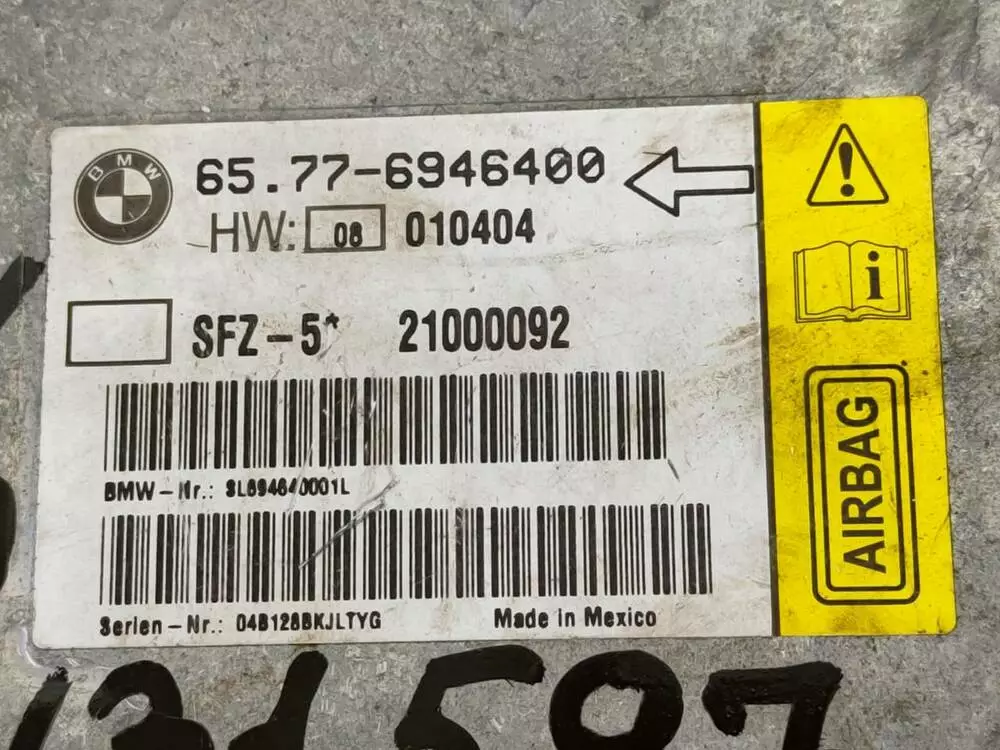 BMW
65.77-6946400
HW: 08 010404
SFZ-5* 21000092
BMW-Nr.: SL694640001L
Serien-Nr.: 04B128BKJLTYG
Made in Mexico
i
AIRBAG